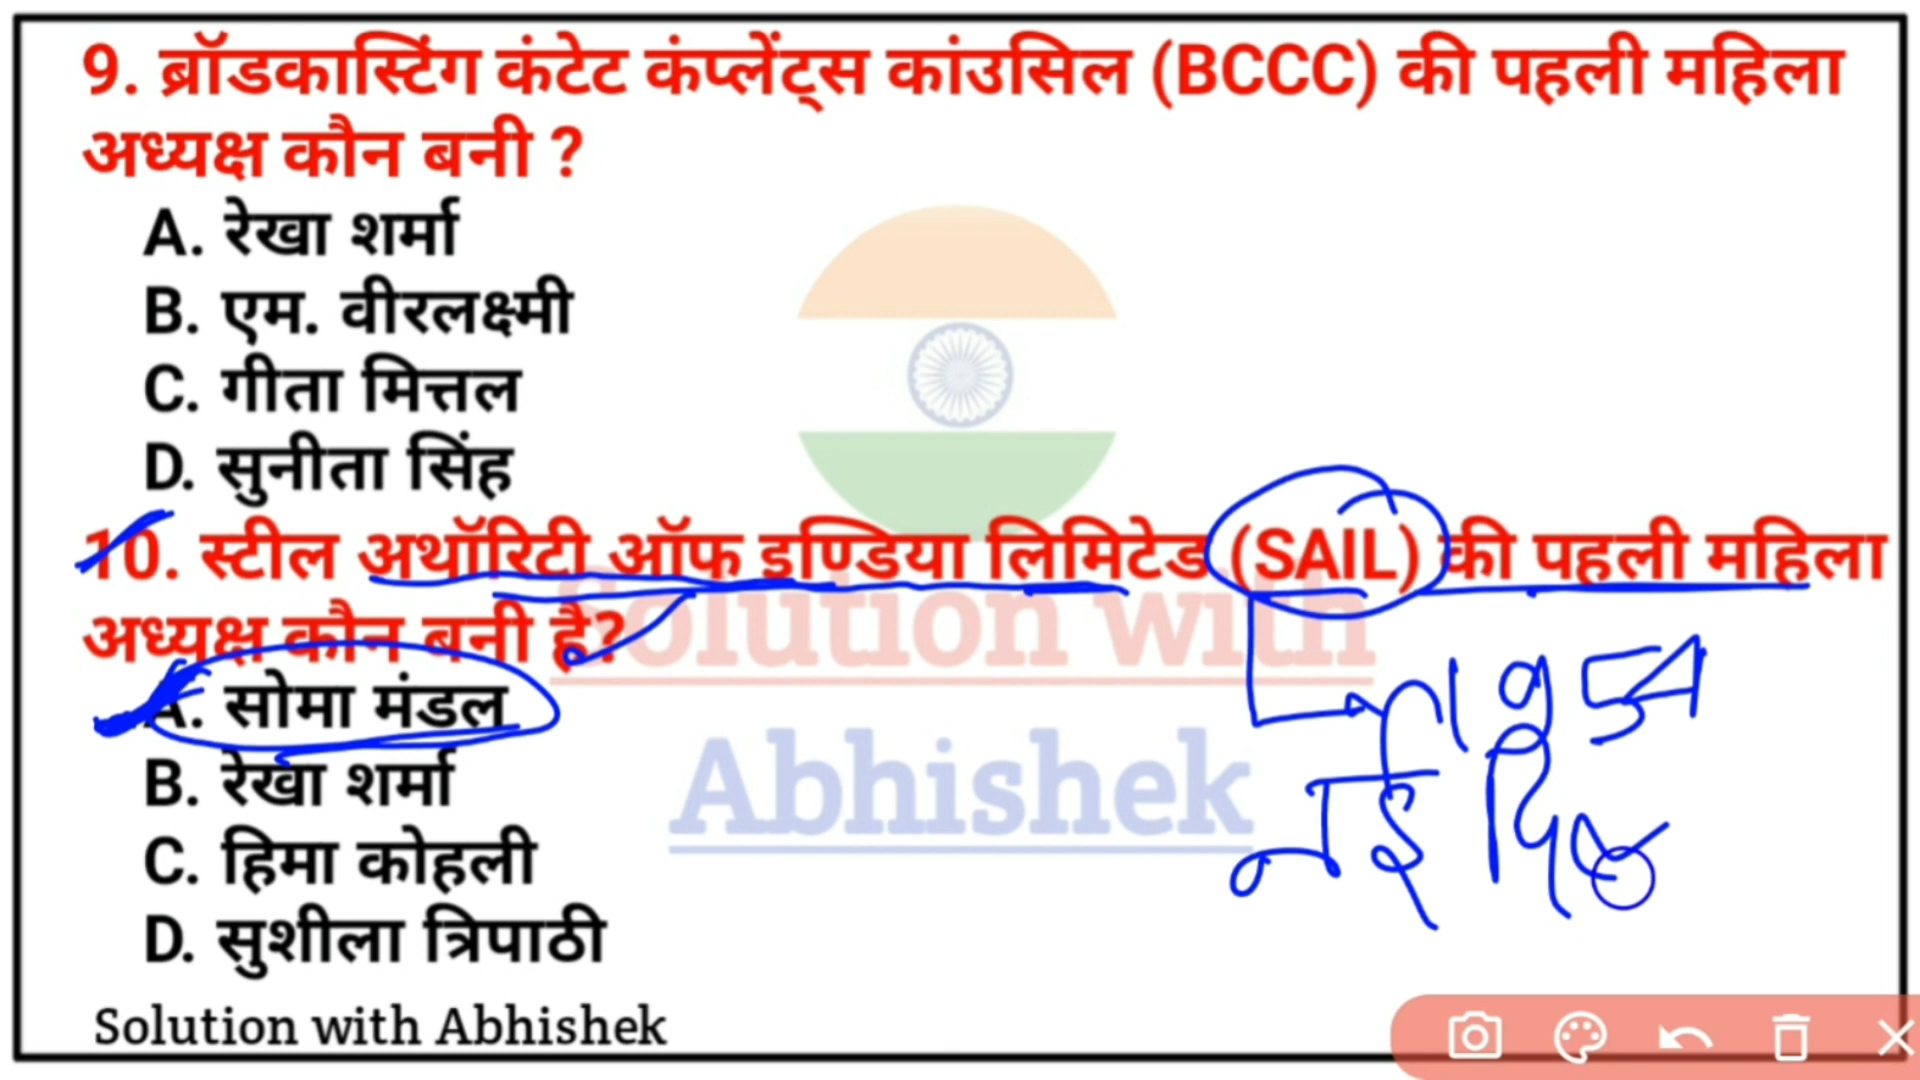 9. ब्रॉडकास्टिंग कंटेट कंप्लेंट्स कांउसिल (BCCC) की पहली महिला
अध्यक्ष कौन बनी ?
A. रेखा शर्मा
B. एम. वीरलक्ष्मी
C. गीता मित्तल
D. सुनीता सिंह
10. स्टील अथॉरिटी ऑफ इण्डिया लिमिटेड (SAIL) की पहली महिला
अध्यक्ष कौन बनी है?
A. सोमा मंडल
B. रेखा शर्मा
C. हिमा कोहली
D. सुशीला त्रिपाठी
Solution with
Abhishek
1954
नई
Solution with Abhishek